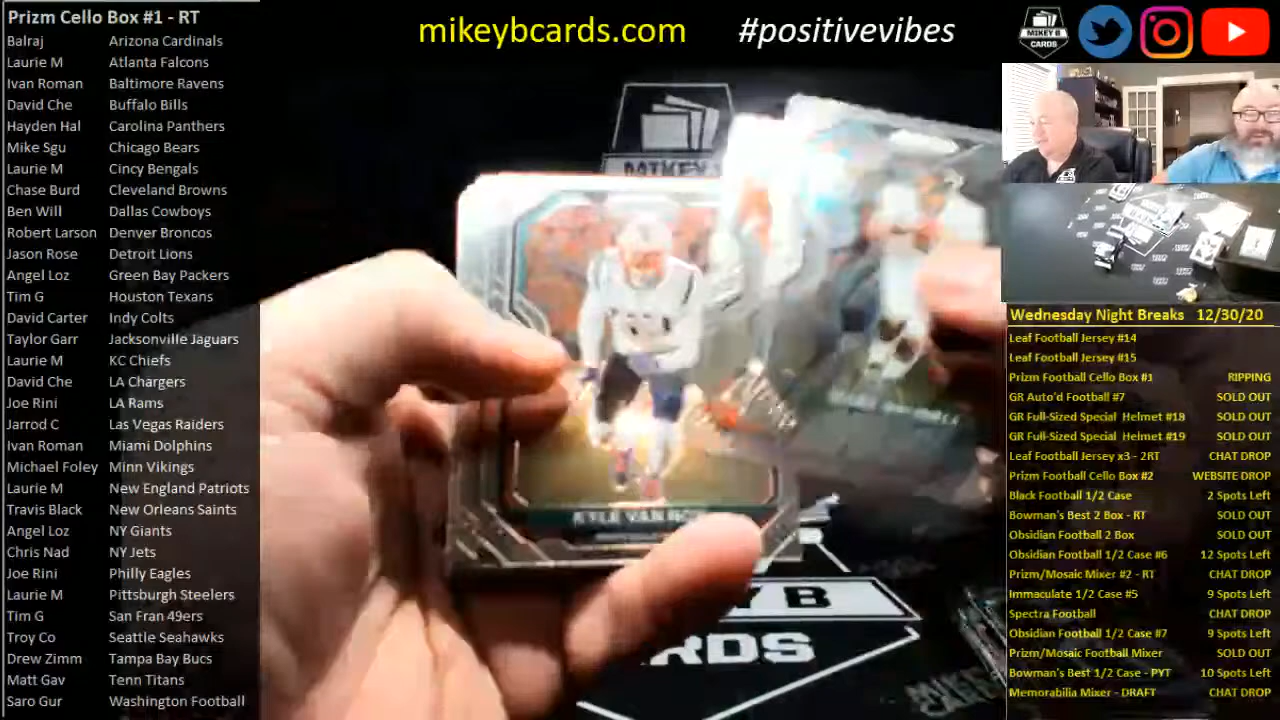 Prizm Cello Box #1 - RT
Balraj Arizona Cardinals
Laurie M Atlanta Falcons
Ivan Roman Baltimore Ravens
David Che Buffalo Bills
Hayden Hal Carolina Panthers
Mike Sgu Chicago Bears
Laurie M Cincy Bengals
Chase Burd Cleveland Browns
Ben Will Dallas Cowboys
Robert Larson Denver Broncos
Jason Rose Detroit Lions
Angel Loz Green Bay Packers
Tim G Houston Texans
David Carter Indy Colts
Taylor Garr Jacksonville Jaguars
Laurie M KC Chiefs
David Che LA Chargers
Joe Rini LA Rams
Jarrod C Las Vegas Raiders
Ivan Roman Miami Dolphins
Michael Foley Minn Vikings
Laurie M New England Patriots
Travis Black New Orleans Saints
Angel Loz NY Giants
Chris Nad NY Jets
Joe Rini Philly Eagles
Laurie M Pittsburgh Steelers
Tim G San Fran 49ers
Troy Co Seattle Seahawks
Drew Zimm Tampa Bay Bucs
Matt Gav Tenn Titans
Saro Gur Washington Football
mikeybcards.com #positivevibes
MIKEY B
CARDS
KYLE VAN
Y B
RDS
Wednesday Night Breaks 12/30/20
Leaf Football Jersey #14
Leaf Football Jersey #15
Prizm Football Cello Box #1 RIPPING
GR Auto'd Football #7 SOLD OUT
GR Full-Sized Special Helmet #18 SOLD OUT
GR Full-Sized Special Helmet #19 SOLD OUT
Leaf Football Jersey x3 - 2RT CHAT DROP
Prizm Football Cello Box #2 WEBSITE DROP
Black Football 1/2 Case 2 Spots Left
Bowman's Best 2 Box - RT SOLD OUT
Obsidian Football 2 Box SOLD OUT
Obsidian Football 1/2 Case #6 12 Spots Left
Prizm/Mosaic Mixer #2 - RT CHAT DROP
Immaculate 1/2 Case #5 9 Spots Left
Spectra Football CHAT DROP
Obsidian Football 1/2 Case #7 9 Spots Left
Prizm/Mosaic Football Mixer SOLD OUT
Bowman's Best 1/2 Case - PYT 10 Spots Left
Memorabilia Mixer - DRAFT CHAT DROP